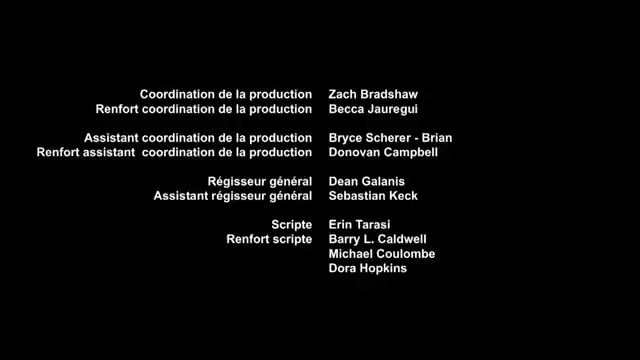 Coordination de la production Zach Bradshaw
Renfort coordination de la production Becca Jauregui
Assistant coordination de la production Bryce Scherer - Brian
Renfort assistant coordination de la production Donovan Campbell
Régisseur général Dean Galanis
Assistant régisseur général Sebastian Keck
Scripte Erin Tarasi
Renfort scripte Barry L. Caldwell
Michael Coulombe
Dora Hopkins